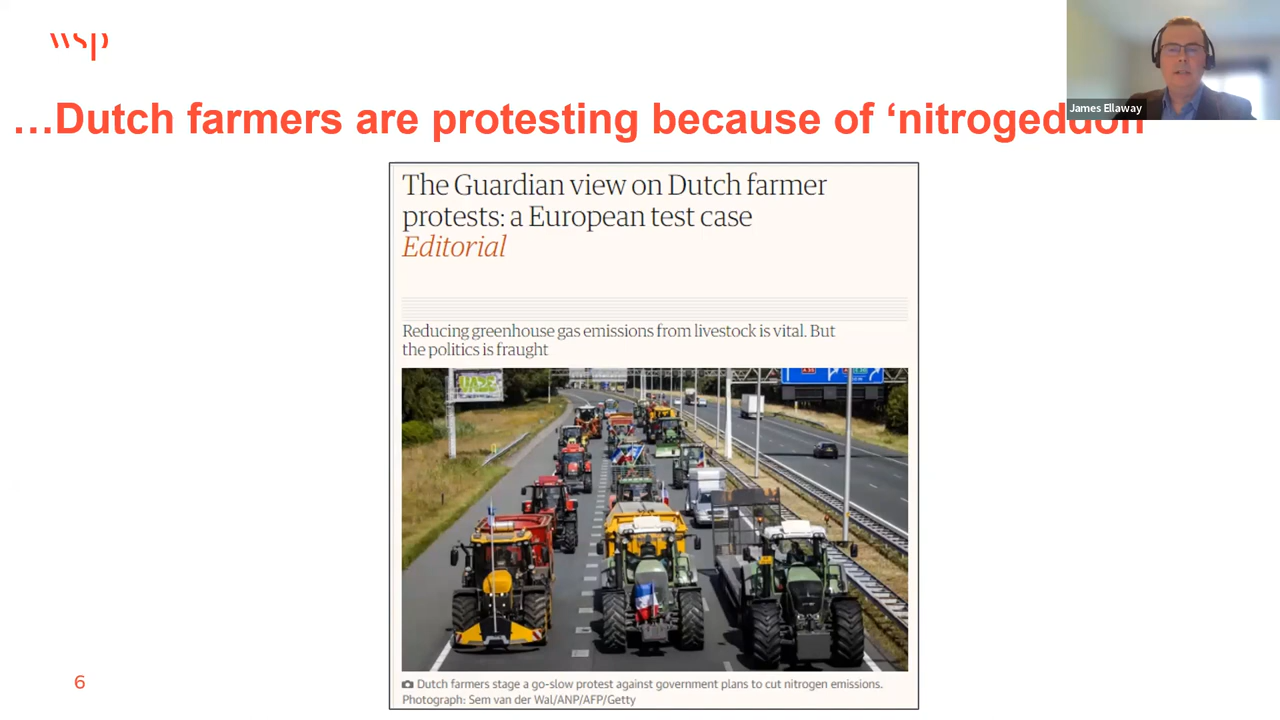 wsp
James Ellaway
…Dutch farmers are protesting because of ‘nitrogeddon
The Guardian view on Dutch farmer
protests: a European test case
Editorial
Reducing greenhouse gas emissions from livestock is vital. But
the politics is fraught
Dutch farmers stage a go-slow protest against government plans to cut nitrogen emissions.
Photograph: Sem van der Wal/ANP/AFP/Getty
6